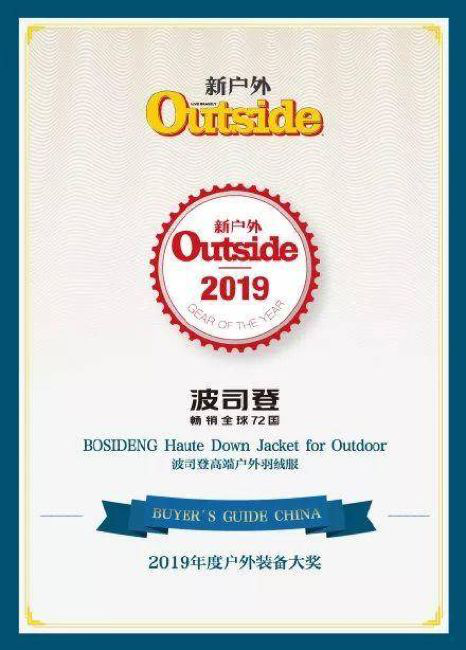 新户外
LIVE BRAVELY
Outside
新户外
Outside
2019
GEAR OF THE YEAR
波司登
畅销全球72国
BOSIDENG Haute Down Jacket for Outdoor
波司登高端户外羽绒服
BUYER'S GUIDE CHINA
2019年度户外装备大奖